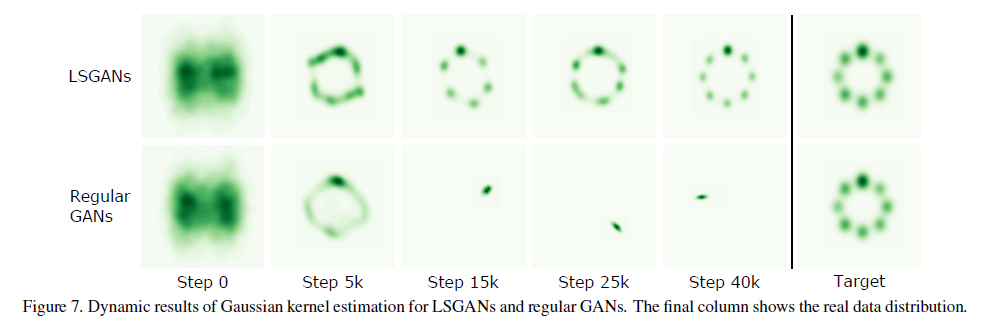 LSGANs
Regular
GANs
Step 0 Step 5k Step 15k Step 25k Step 40k Target
Figure 7. Dynamic results of Gaussian kernel estimation for LSGANs and regular GANs. The final column shows the real data distribution.